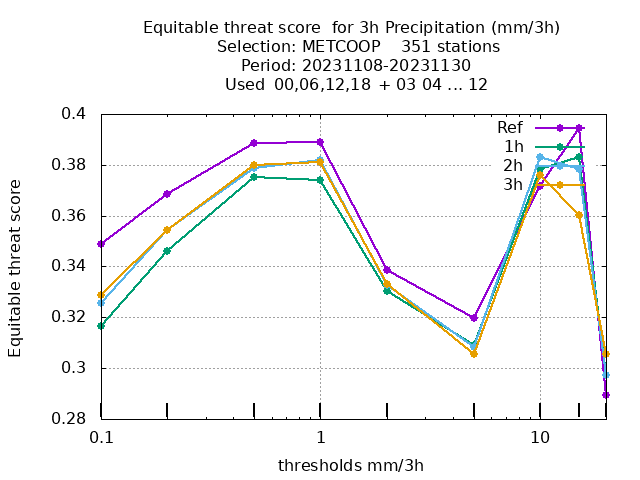 Equitable threat score  for 3h Precipitation (mm/3h)
Selection: METCOOP    351 stations
Period: 20231108-20231130
Used  00,06,12,18  + 03 04 ... 12
Equitable threat score
0.4
0.38
0.36
0.34
0.32
0.3
0.28
Ref
1h
2h
3h
0.1
1
10
thresholds mm/3h